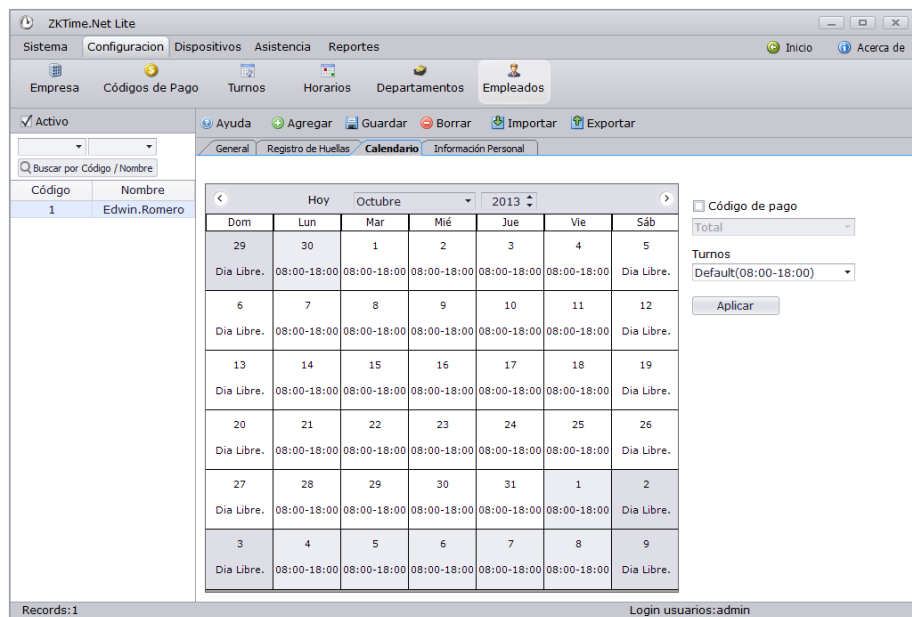 ZKTime.Net Lite
Sistema Configuracion Dispositivos Asistencia Reportes Inicio Acerca de
Empresa Códigos de Pago Turnos Horarios Departamentos Empleados
Activo Ayuda Agregar Guardar Borrar Importar Exportar
General Registro de Huellas Calendario Información Personal
Buscar por Código / Nombre
Código Nombre
1 Edwin.Romero
Hoy Octubre 2013
Dom Lun Mar Mié Jue Vie Sáb
29 30 1 2 3 4 5
Dia Libre. 08:00-18:00 08:00-18:00 08:00-18:00 08:00-18:00 08:00-18:00 Dia Libre.
6 7 8 9 10 11 12
Dia Libre. 08:00-18:00 08:00-18:00 08:00-18:00 08:00-18:00 08:00-18:00 Dia Libre.
13 14 15 16 17 18 19
Dia Libre. 08:00-18:00 08:00-18:00 08:00-18:00 08:00-18:00 08:00-18:00 Dia Libre.
20 21 22 23 24 25 26
Dia Libre. 08:00-18:00 08:00-18:00 08:00-18:00 08:00-18:00 08:00-18:00 Dia Libre.
27 28 29 30 31 1 2
Dia Libre. 08:00-18:00 08:00-18:00 08:00-18:00 08:00-18:00 08:00-18:00 Dia Libre.
3 4 5 6 7 8 9
Dia Libre. 08:00-18:00 08:00-18:00 08:00-18:00 08:00-18:00 08:00-18:00 Dia Libre.
Código de pago
Total
Turnos
Default(08:00-18:00)
Aplicar
Records:1 Login usuarios:admin